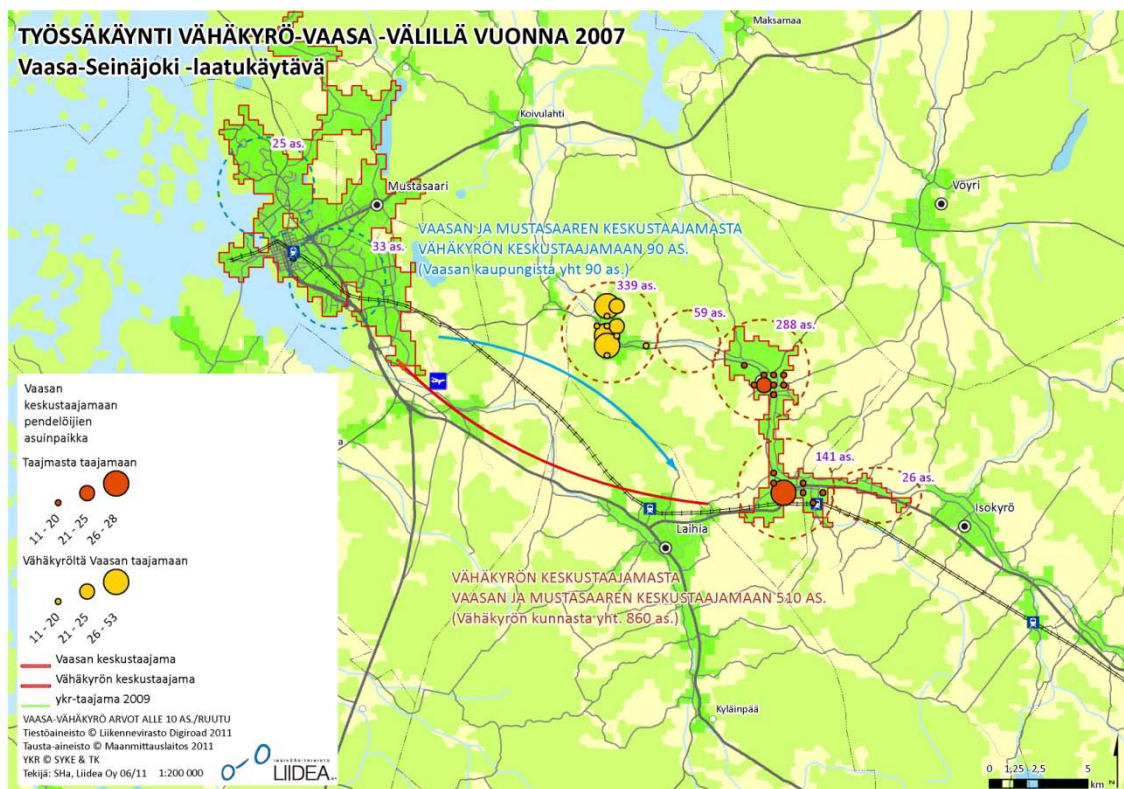 TYÖSSÄKÄYNTI VÄHÄKYRÖ-VAASA -VÄLILLÄ VUONNA 2007
Vaasa-Seinäjoki -laatukäytävä
Maksamaa
Koivulahti
25 as.
Mustasaari
Vöyri
33 as.
VAASAN JA MUSTASAAREN KESKUSTAAJAMASTA
VÄHÄKYRÖN KESKUSTAAJAMAAN 90 AS.
(Vaasan kaupungista yht 90 as.)
339 as.
59 as.
288 as.
141 as.
26 as.
Isokyrö
Laihia
VÄHÄKYRÖN KESKUSTAAJAMASTA
VAASAN JA MUSTASAAREN KESKUSTAAJAMAAN 510 AS.
(Vähäkyrön kunnasta yht. 860 as.)
Kyläinpää
Vaasan
keskustaajamaan
pendelöijien
asuinpaikka
Taajmasta taajamaan
11 - 20
21 - 25
26 - 28
Vähäkyröltä Vaasan taajamaan
11 - 20
21 - 25
26 - 53
Vaasan keskustaajama
Vähäkyrön keskustaajama
ykr-taajama 2009
VAASA-VÄHÄKYRÖ ARVOT ALLE 10 AS./RUUTU
Tiestöaineisto © Liikennevirasto Digiroad 2011
Tausta-aineisto © Maanmittauslaitos 2011
YKR © SYKE & TK
Tekijä: SHa, Liidea Oy 06/11 1:200 000
INSINÖÖRITOIMISTO
LIIDEA
0 1,25 2,5 5
km
N